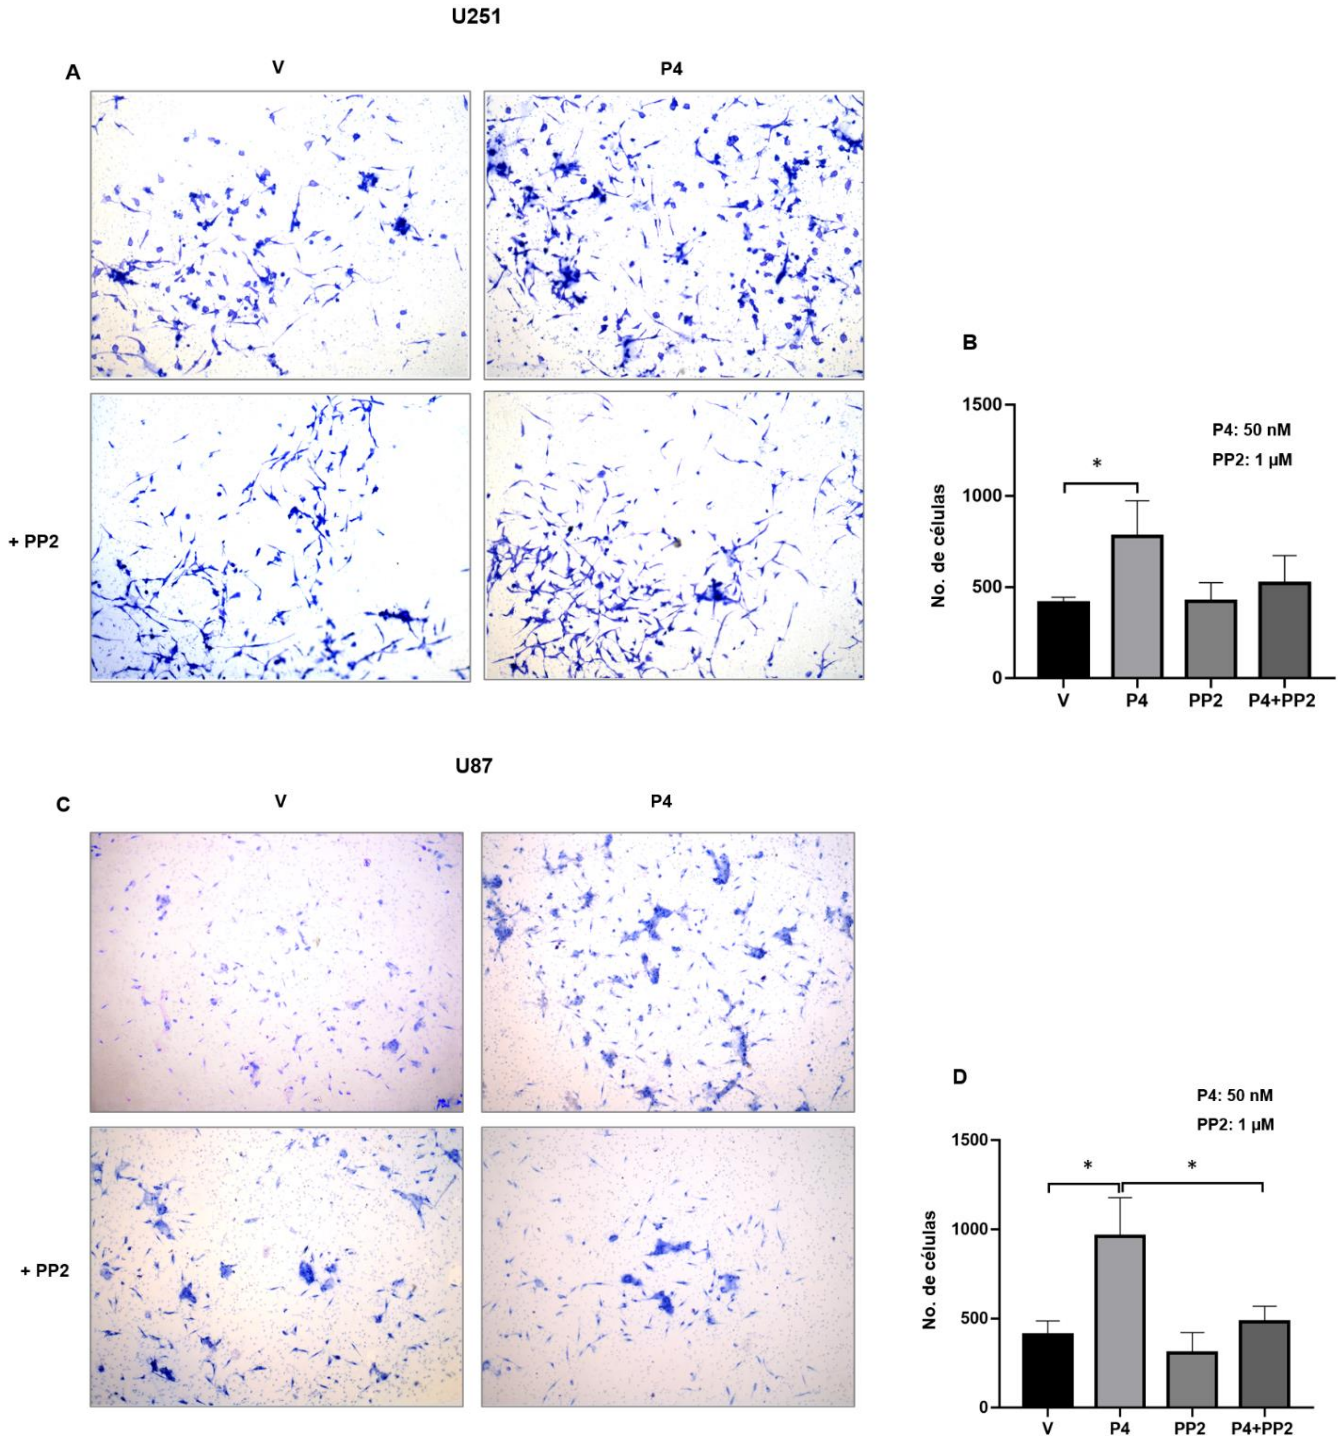 U251
A
V
P4
+ PP2
B
1500
1000
500
0
No. de células
P4: 50 nM
PP2: 1 µM
*
V P4 PP2 P4+PP2
U87
C
V
P4
+ PP2
D
1500
1000
500
0
No. de células
P4: 50 nM
PP2: 1 µM
* *
V P4 PP2 P4+PP2